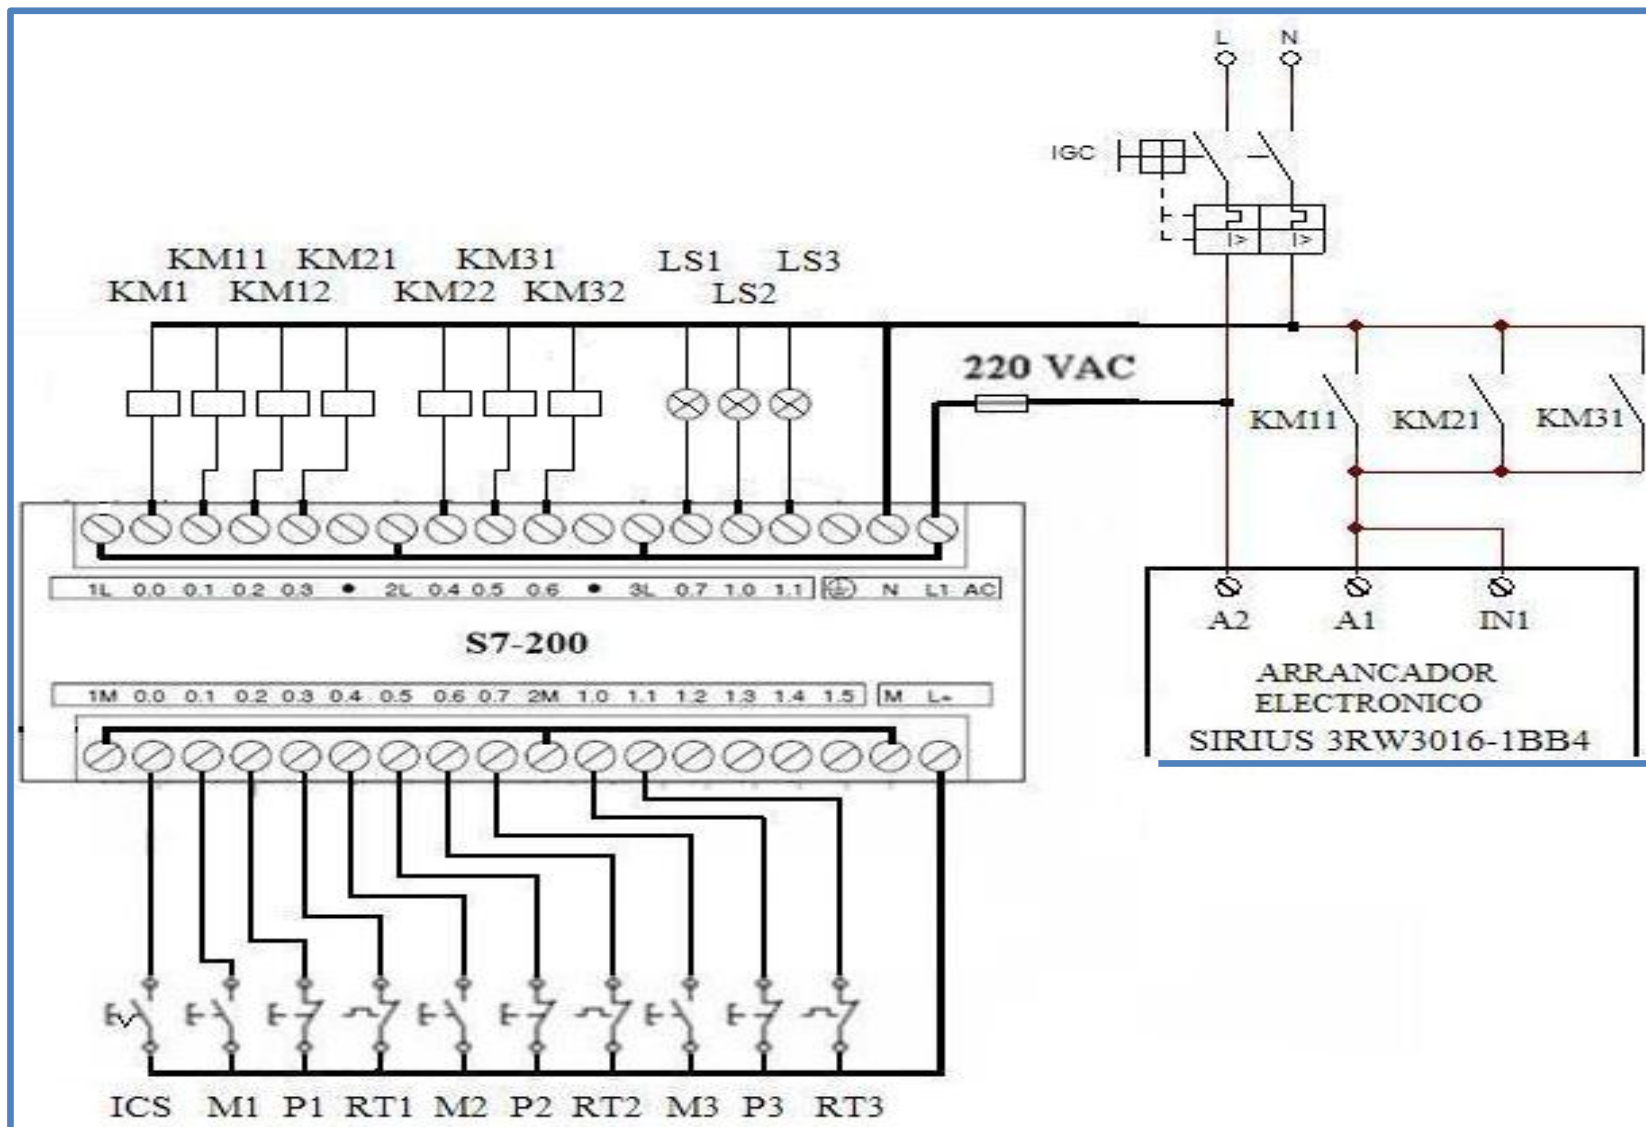 L N
IGC
I> I>
KM11 KM21 KM31 LS1 LS3
KM1 KM12 KM22 KM32 LS2
220 VAC
KM11 KM21 KM31
1L 0.0 0.1 0.2 0.3 • 2L 0.4 0.5 0.6 • 3L 0.7 1.0 1.1 N L1 AC
A2 A1 IN1
S7-200
ARRANCADOR
ELECTRONICO
SIRIUS 3RW3016-1BB4
1M 0.0 0.1 0.2 0.3 0.4 0.5 0.6 0.7 2M 1.0 1.1 1.2 1.3 1.4 1.5 M L+
ICS M1 P1 RT1 M2 P2 RT2 M3 P3 RT3